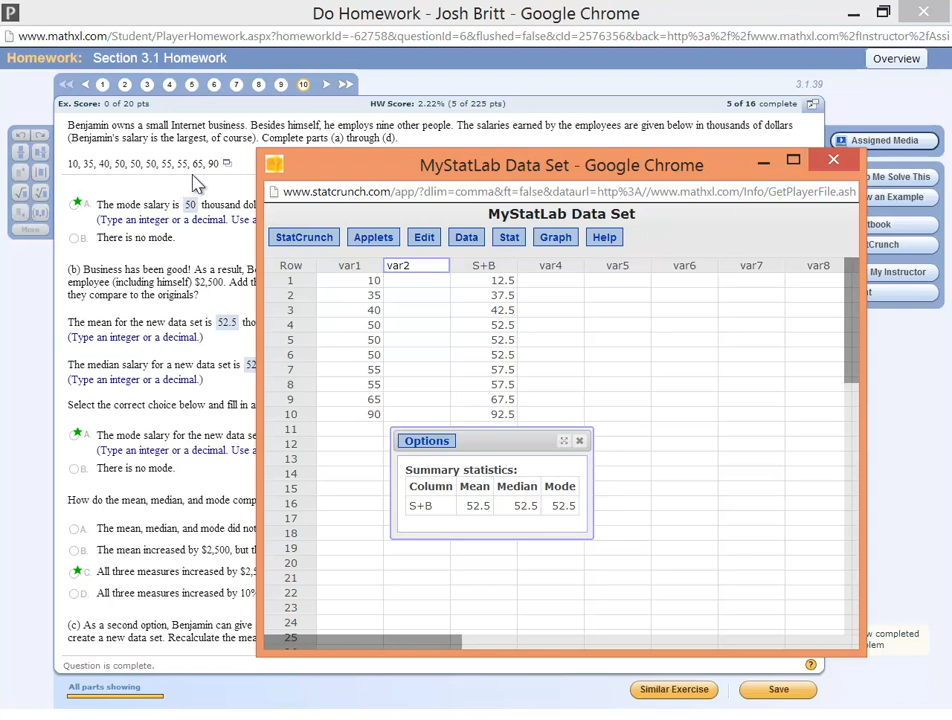 P
Do Homework - Josh Britt - Google Chrome
www.mathxl.com/Student/PlayerHomework.aspx?homeworkId=-62758&questionId=6&flushed=false&cId=2576356&back=http%3a%2f%2fwww.mathxl.com%2fInstructor%2fAssi
Homework: Section 3.1 Homework
Overview
1 2 3 4 5 6 7 8 9 10
3.1.39
Ex. Score: 0 of 20 pts
HW Score: 2.22% (5 of 225 pts)
5 of 16 complete
Benjamin owns a small Internet business. Besides himself, he employs nine other people. The salaries earned by the employees are given below in thousands of dollars
(Benjamin's salary is the largest, of course). Complete parts (a) through (d).
10, 35, 40, 50, 50, 50, 55, 55, 65, 90
A. The mode salary is 50 thousand dol
(Type an integer or a decimal. Use a
B. There is no mode.
(b) Business has been good! As a result, Be
employee (including himself) $2,500. Add th
they compare to the originals?
The mean for the new data set is 52.5 tho
(Type an integer or a decimal.)
The median salary for a new data set is 52
(Type an integer or a decimal.)
Select the correct choice below and fill in a
A. The mode salary for the new data se
(Type an integer or a decimal. Use a
B. There is no mode.
How do the mean, median, and mode comp
A. The mean, median, and mode did not
B. The mean increased by $2,500, but th
C. All three measures increased by $2,5
D. All three measures increased by 10%
(c) As a second option, Benjamin can give
create a new data set. Recalculate the mea
Question is complete.
?
All parts showing
Similar Exercise
Save
More
Assigned Media
Me Solve This
w an Example
tbook
Crunch
My Instructor
nt
w completed
lem
MyStatLab Data Set - Google Chrome
www.statcrunch.com/app/?dlim=comma&ft=false&dataurl=http%3A//www.mathxl.com/Info/GetPlayerFile.ash
MyStatLab Data Set
StatCrunch Applets Edit Data Stat Graph Help
Row var1 var2 S+B var4 var5 var6 var7 var8
1 10 12.5
2 35 37.5
3 40 42.5
4 50 52.5
5 50 52.5
6 50 52.5
7 55 57.5
8 55 57.5
9 65 67.5
10 90 92.5
11
12
13
14
15
16
17
18
19
20
21
22
23
24
25
Options
Summary statistics:
Column Mean Median Mode
S+B 52.5 52.5 52.5